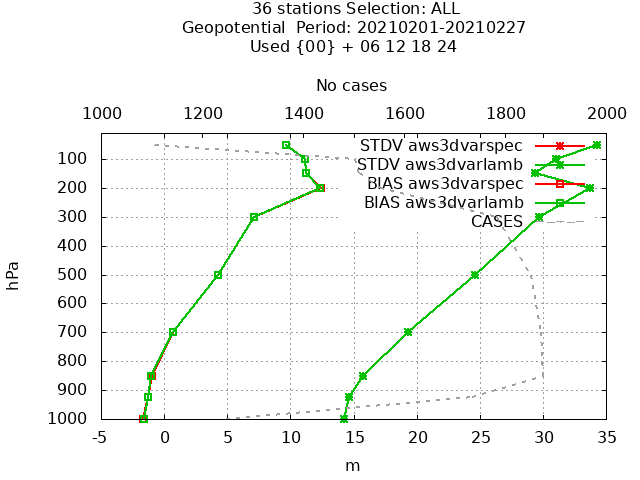 36 stations Selection: ALL
Geopotential  Period: 20210201-20210227
Used {00} + 06 12 18 24
No cases
1000 1200 1400 1600 1800 2000
STDV aws3dvarspec
STDV aws3dvarlamb
BIAS aws3dvarspec
BIAS aws3dvarlamb
CASES
hPa
100
200
300
400
500
600
700
800
900
1000
-5 0 5 10 15 20 25 30 35
m